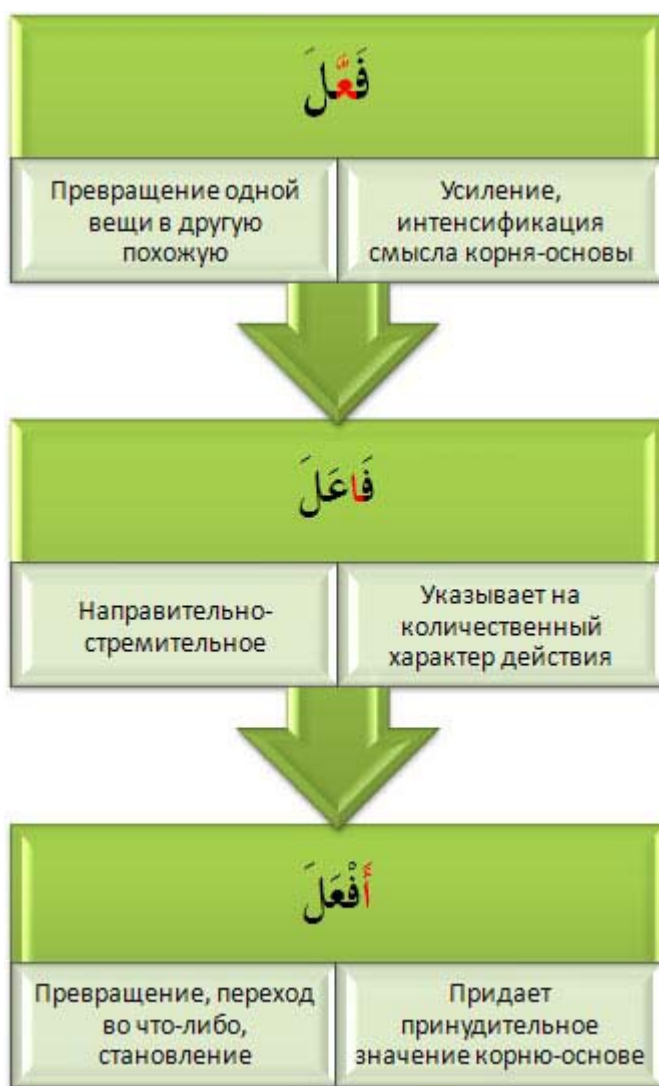 فَعَّلَ
Превращение одной
вещи в другую
похожую
Усиление,
интенсификация
смысла корня-основы
فَاعَلَ
Направительно-
стремительное
Указывает на
количественный
характер действия
أَفْعَلَ
Превращение, переход
во что-либо,
становление
Придает
принудительное
значение корню-основе